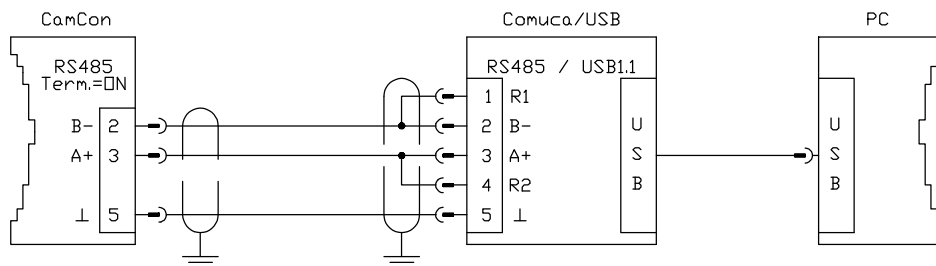 CamCon
Comuca/USB
PC
RS485
Term.=ON
RS485 / USB1.1
1 R1
B- 2
2 B-
A+ 3
3 A+
4 R2
⊥ 5
5 ⊥
U
S
B
U
S
B